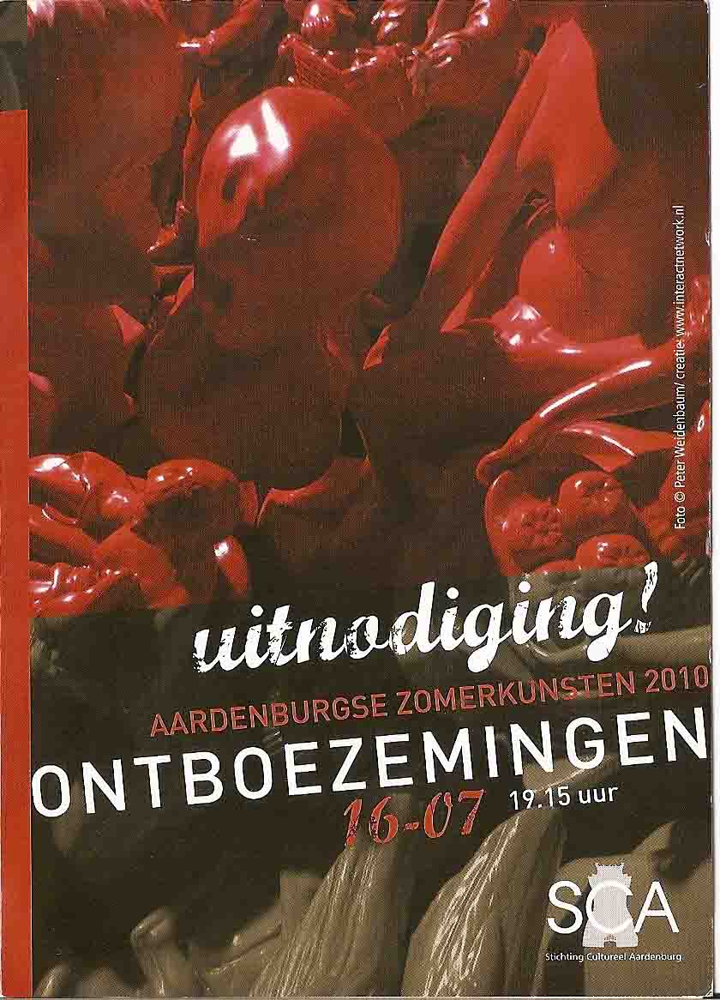 Foto © Peter Weidenbaum/ creatie: www.interactnetwork.nl
uitnodiging!
AARDENBURGSE ZOMERKUNSTEN 2010
ONTBOEZEMINGEN
16-07 19.15 uur
SCA
Stichting Cultureel Aardenburg